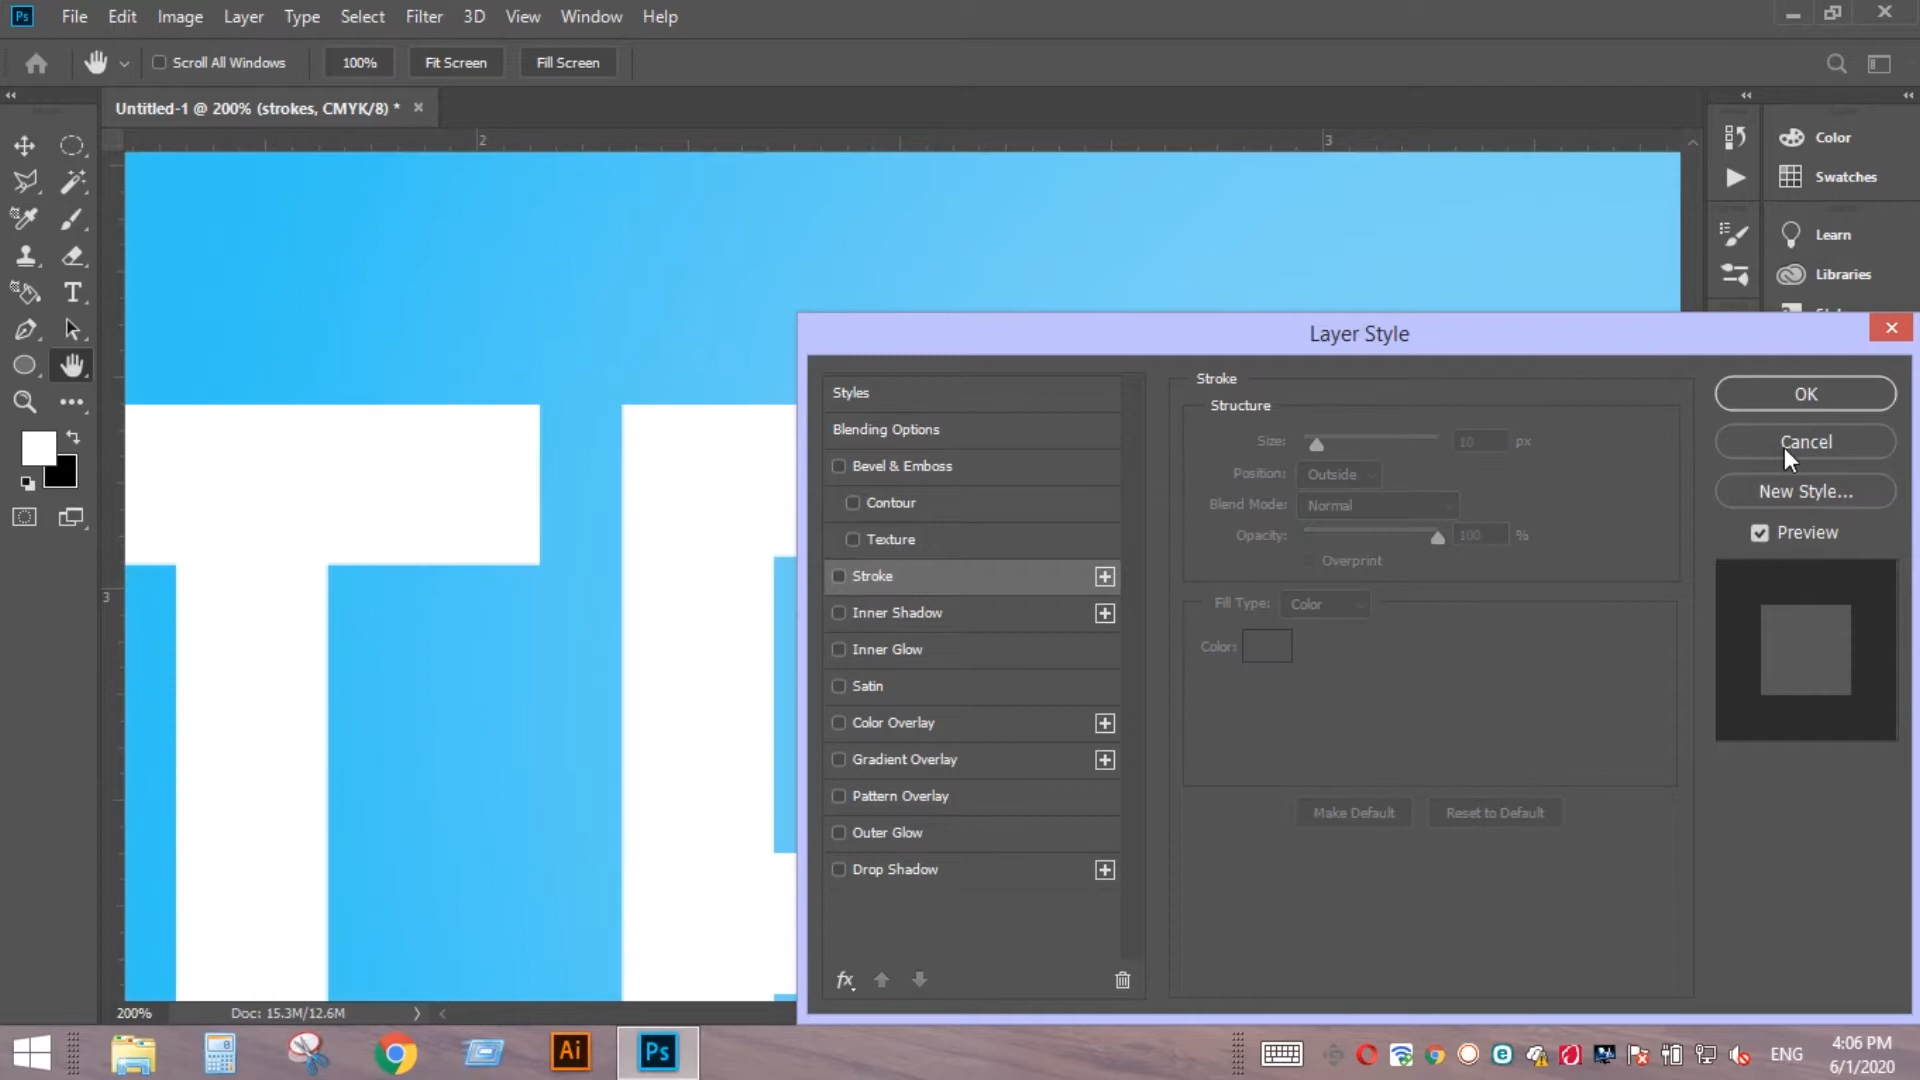 Ps File Edit Image Layer Type Select Filter 3D View Window Help
Scroll All Windows 100% Fit Screen Fill Screen
Untitled-1 @ 200% (strokes, CMYK/8) * ×
2 3
Color
Swatches
Learn
Libraries
Layer Style
Styles
Blending Options
Bevel & Emboss
Contour
Texture
Stroke
Inner Shadow
Inner Glow
Satin
Color Overlay
Gradient Overlay
Pattern Overlay
Outer Glow
Drop Shadow
fx
Stroke
Structure
Size: 10 px
Position: Outside
Blend Mode: Normal
Opacity: 100 %
Overprint
Fill Type: Color
Color:
Make Default Reset to Default
OK
Cancel
New Style...
Preview
3
200% Doc: 15.3M/12.6M
Ai Ps ENG
4:06 PM
6/1/2020